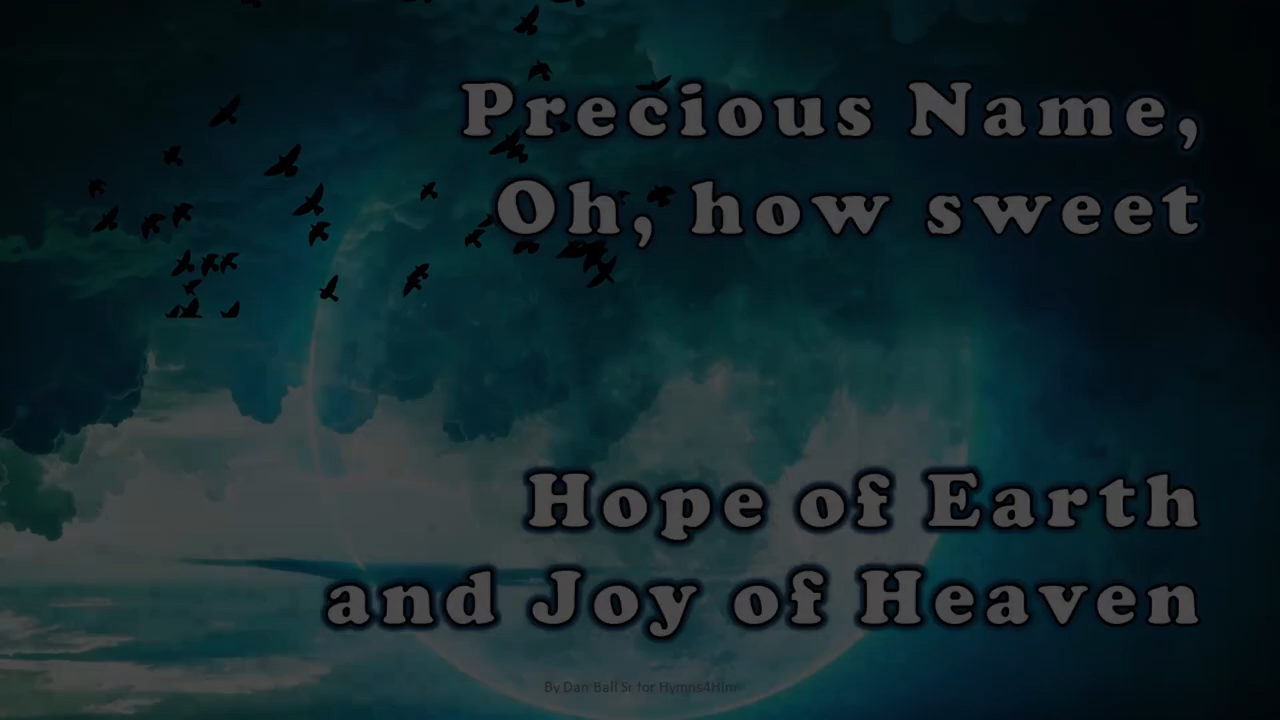 Precious Name,
Oh, how sweet
Hope of Earth
and Joy of Heaven
By Dan Ball Sr for Hymns4Him